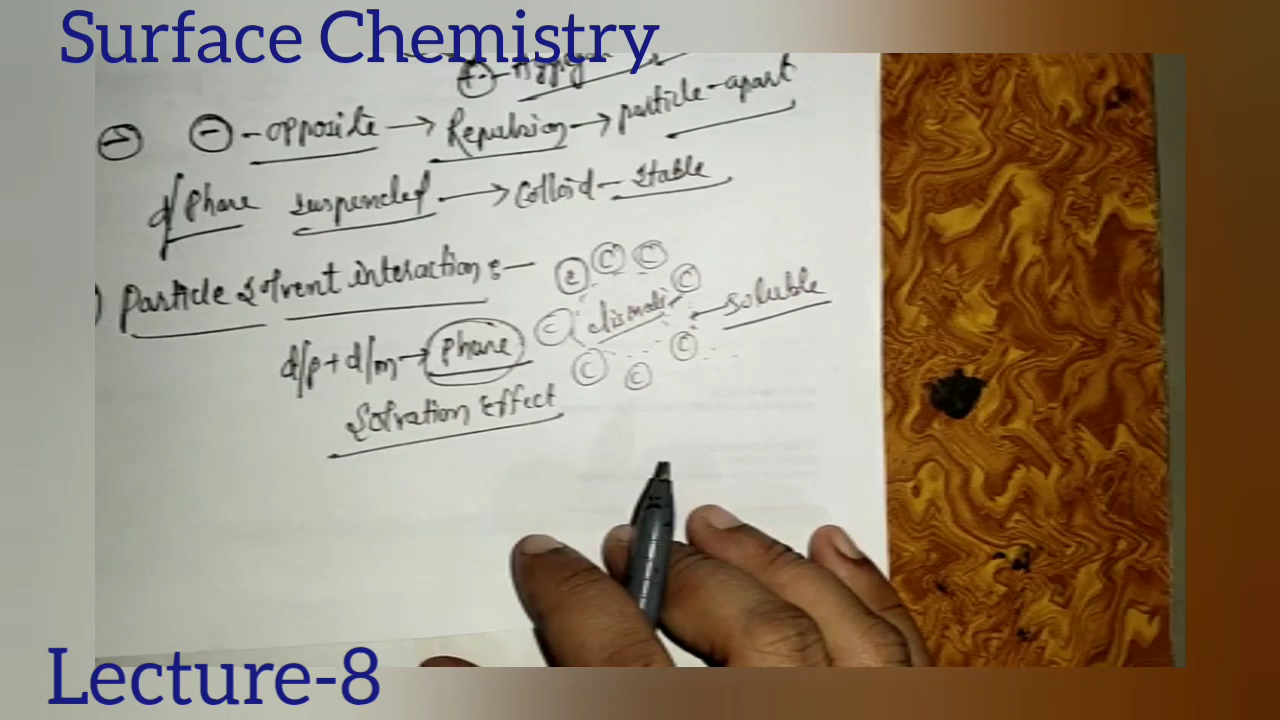 Surface Chemistry
⊖ ⊖ - opposite → Repulsion → particle-apart
d/phase suspended → Colloid - stable
) Particle solvent interaction :-
C C C C C C C C
d/p + d/m → phase
← soluble
Solvation Effect
Lecture-8